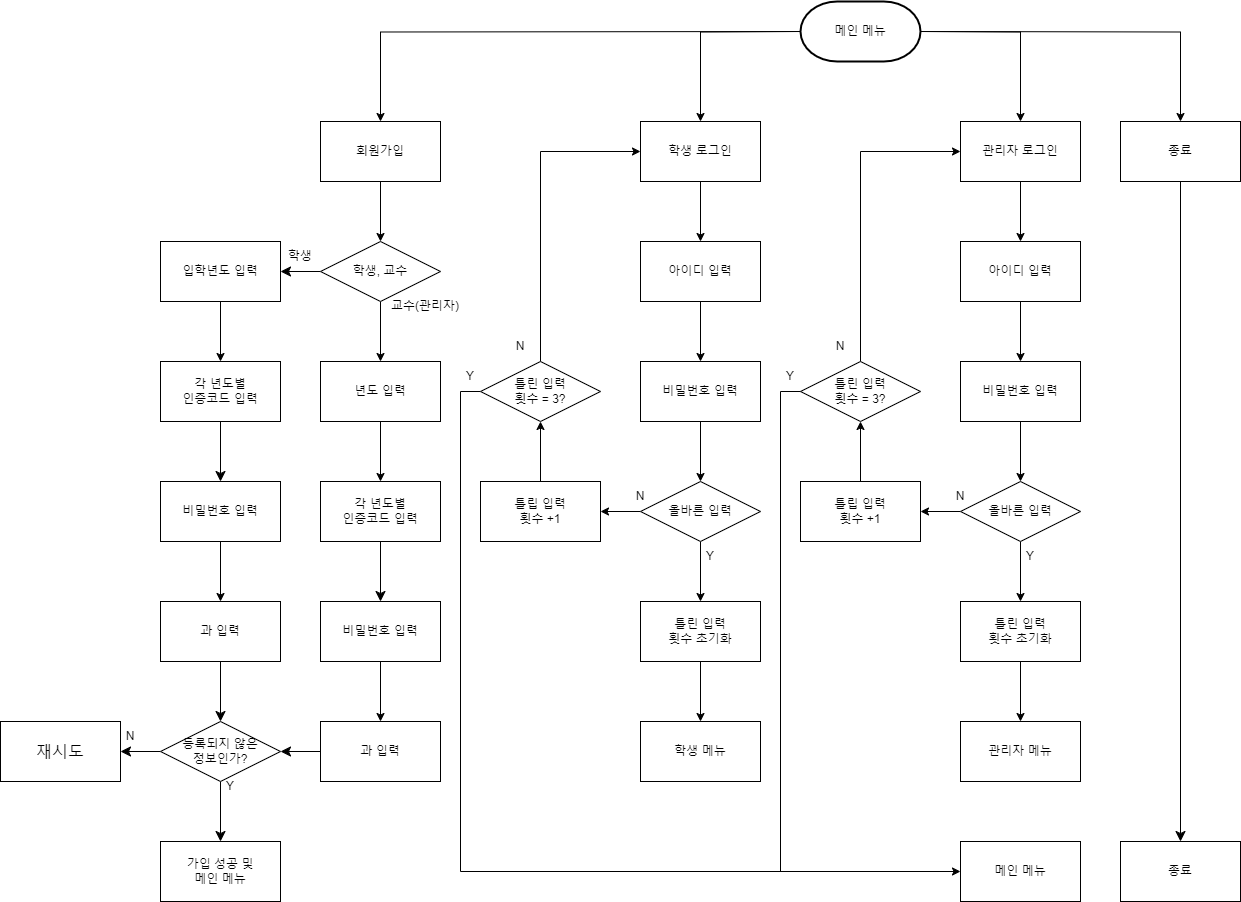 메인 메뉴
회원가입
학생 로그인
관리자 로그인
종료
입학년도 입력
학생
학생, 교수
교수(관리자)
아이디 입력
아이디 입력
각 년도별
인증코드 입력
년도 입력
Y
N
틀린 입력
횟수 = 3?
비밀번호 입력
Y
N
틀린 입력
횟수 = 3?
비밀번호 입력
비밀번호 입력
각 년도별
인증코드 입력
틀립 입력
횟수 +1
N
올바른 입력
Y
틀립 입력
횟수 +1
N
올바른 입력
Y
과 입력
비밀번호 입력
틀린 입력
횟수 초기화
틀린 입력
횟수 초기화
재시도
N
등록되지 않은
정보인가?
Y
과 입력
학생 메뉴
관리자 메뉴
가입 성공 및
메인 메뉴
메인 메뉴
종료